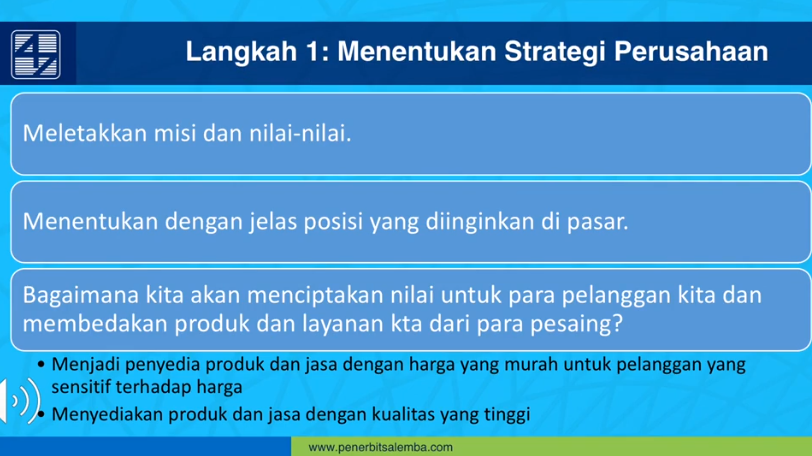 Langkah 1: Menentukan Strategi Perusahaan
Meletakkan misi dan nilai-nilai.
Menentukan dengan jelas posisi yang diinginkan di pasar.
Bagaimana kita akan menciptakan nilai untuk para pelanggan kita dan
membedakan produk dan layanan kta dari para pesaing?
• Menjadi penyedia produk dan jasa dengan harga yang murah untuk pelanggan yang
sensitif terhadap harga
• Menyediakan produk dan jasa dengan kualitas yang tinggi
www.penerbitsalemba.com